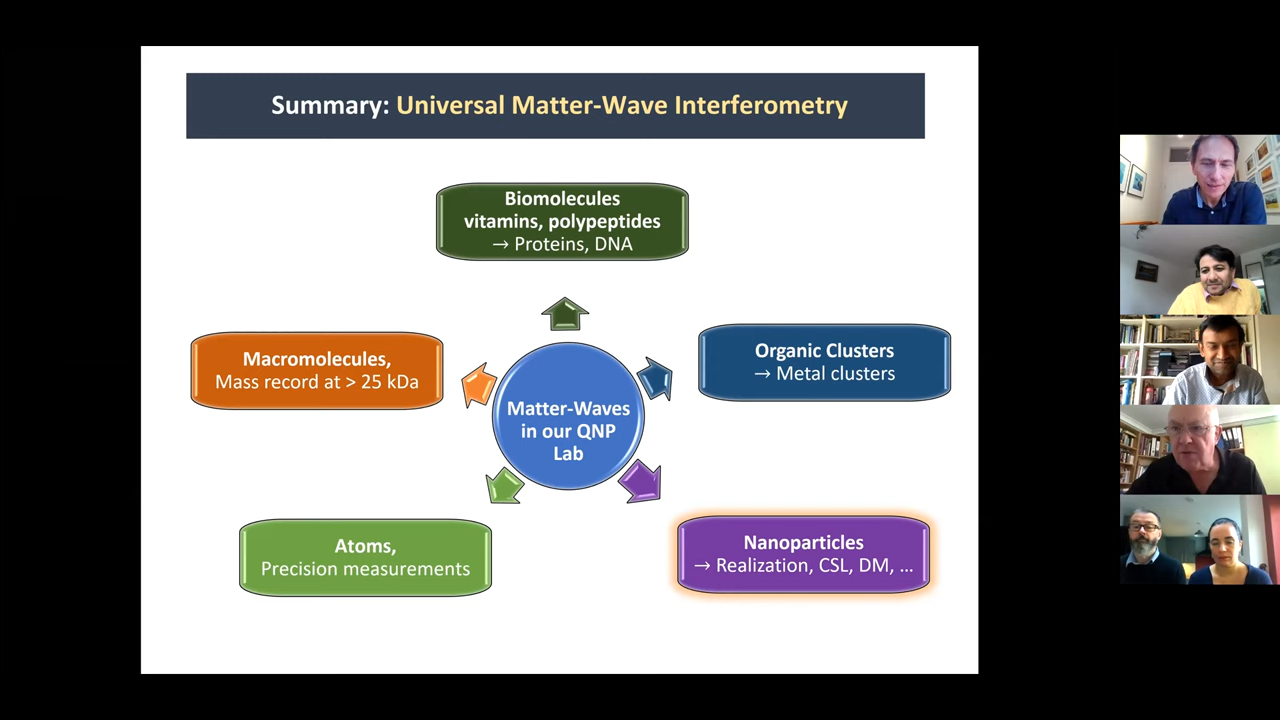 Summary: Universal Matter-Wave Interferometry
Biomolecules
vitamins, polypeptides
→ Proteins, DNA
Macromolecules,
Mass record at > 25 kDa
Organic Clusters
→ Metal clusters
Matter-Waves
in our QNP
Lab
Atoms,
Precision measurements
Nanoparticles
→ Realization, CSL, DM, ...